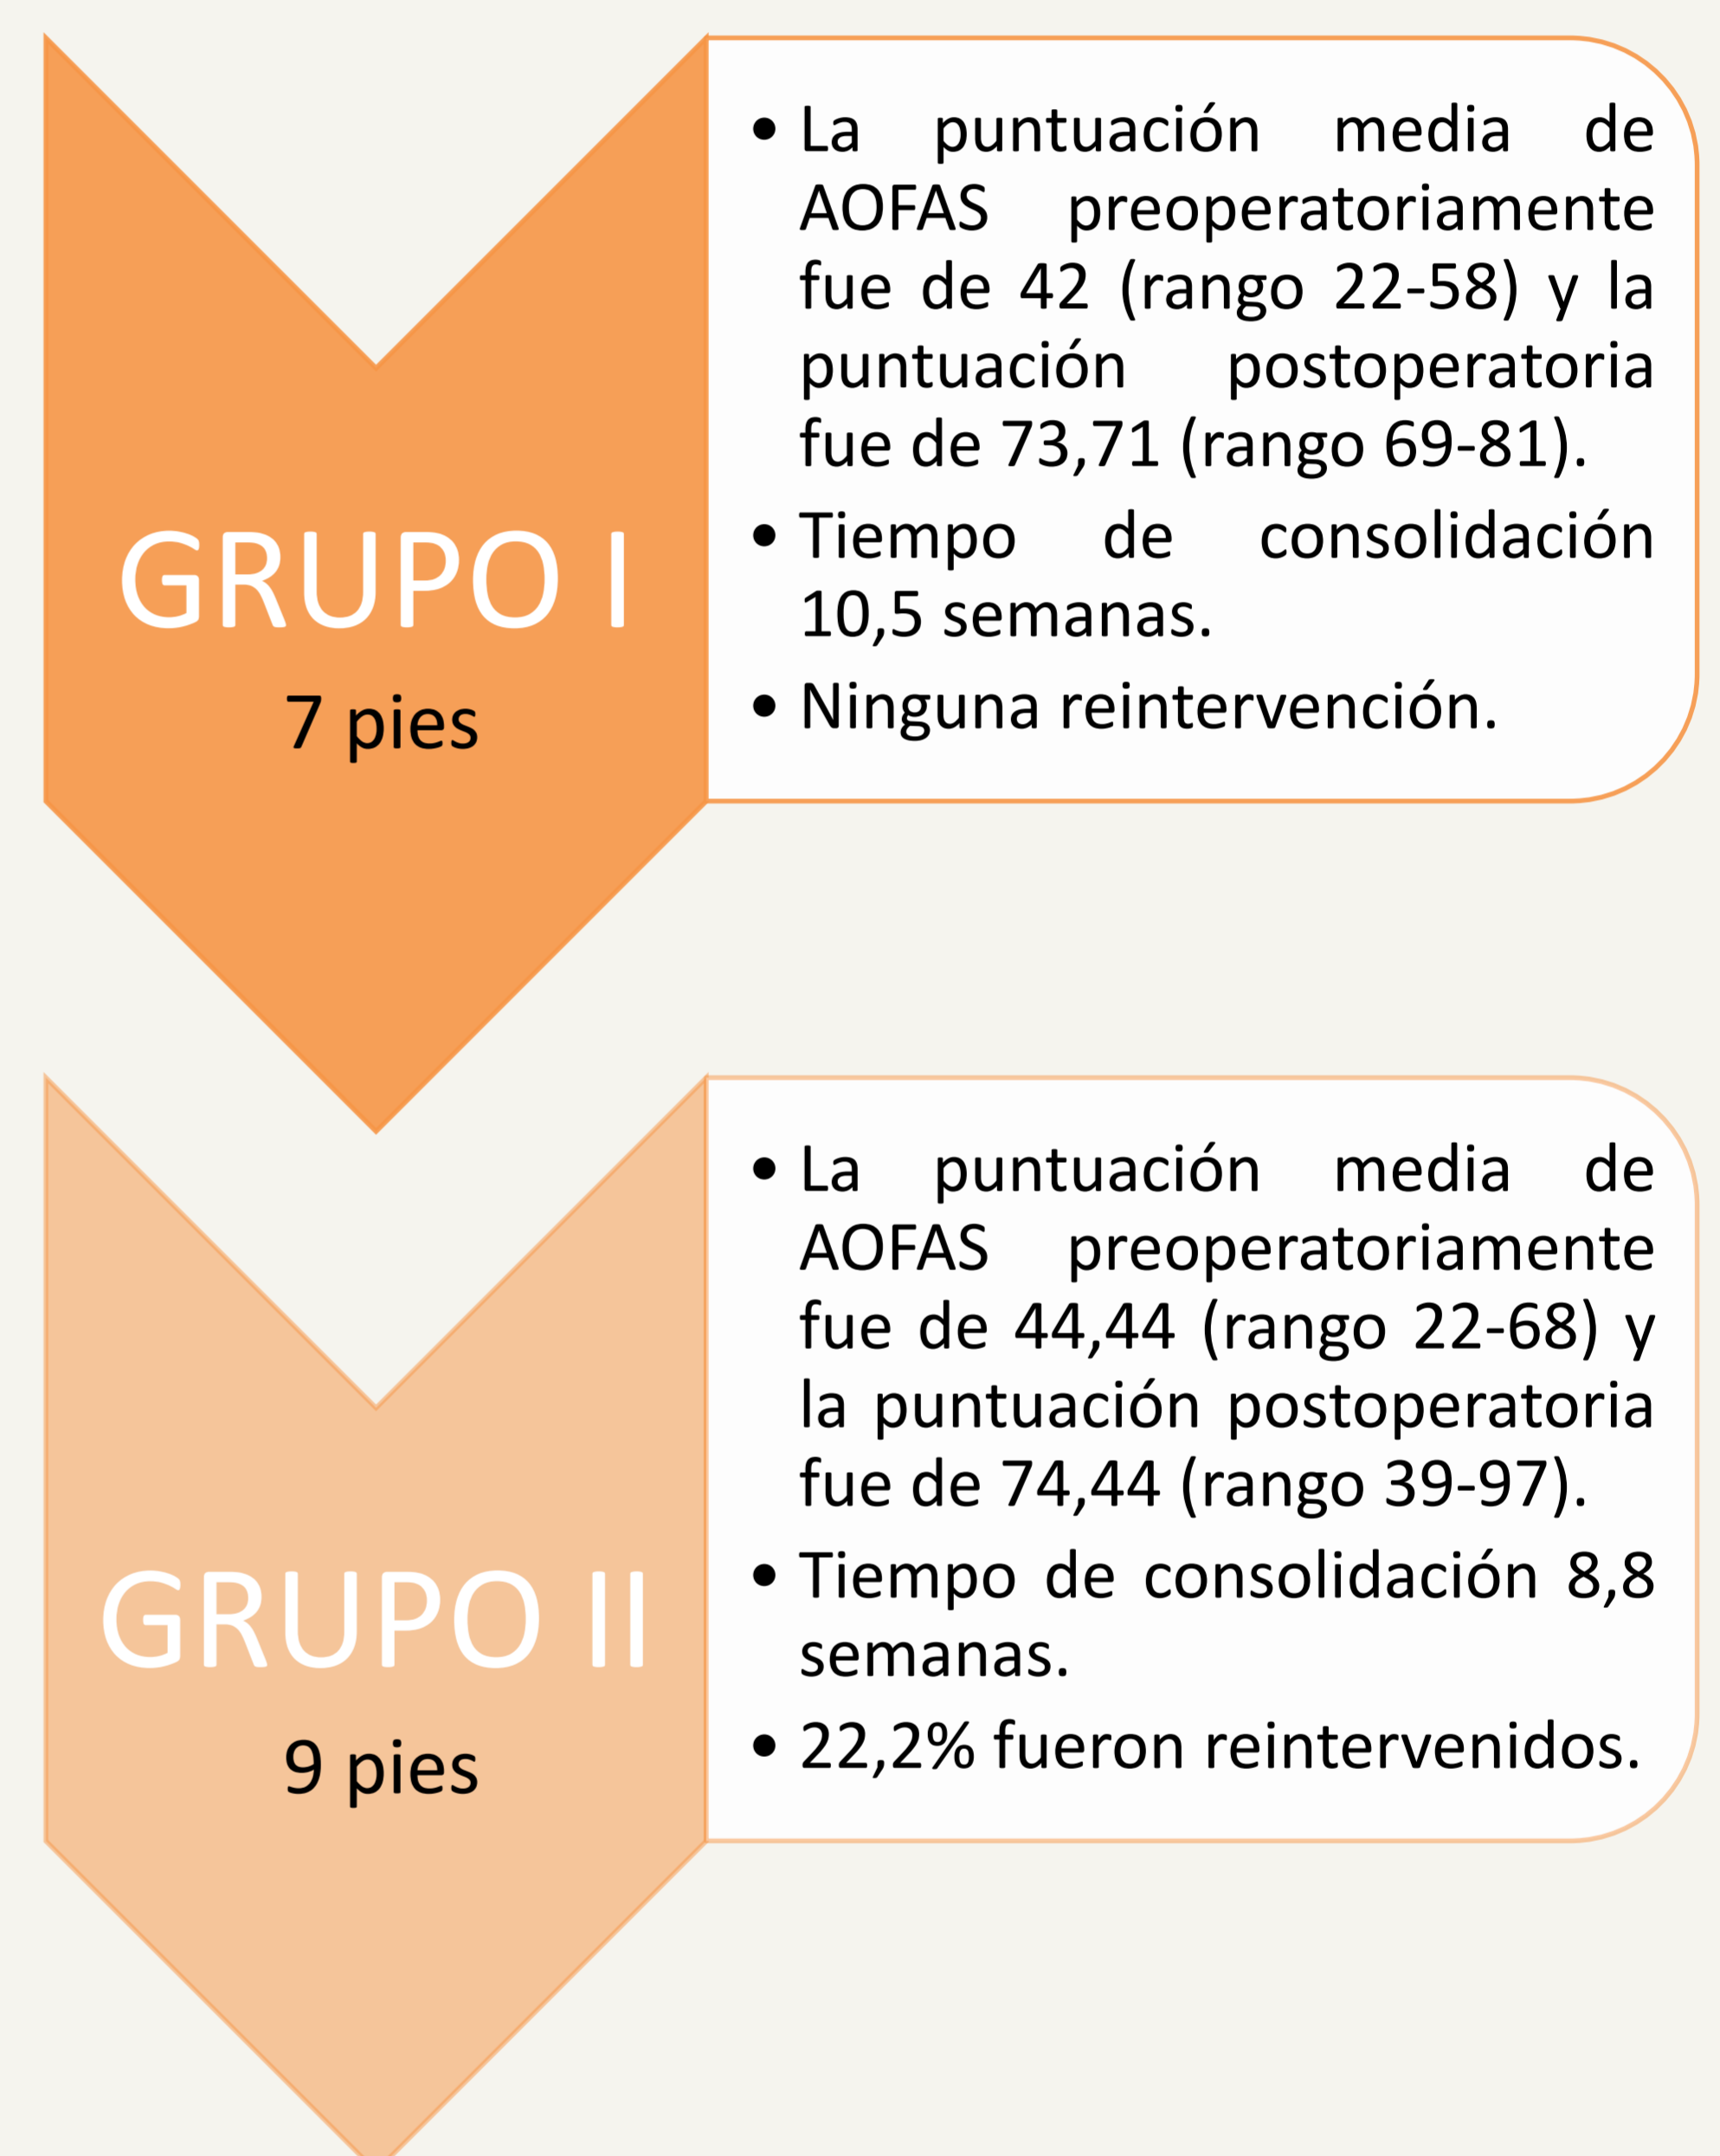 GRUPO I
7 pies
• La puntuación media de
AOFAS preoperatoriamente
fue de 42 (rango 22-58) y la
puntuación postoperatoria
fue de 73,71 (rango 69-81).
• Tiempo de consolidación
10,5 semanas.
• Ninguna reintervención.
GRUPO II
9 pies
• La puntuación media de
AOFAS preoperatoriamente
fue de 44,44 (rango 22-68) y
la puntuación postoperatoria
fue de 74,44 (rango 39-97).
• Tiempo de consolidación 8,8
semanas.
• 22,2% fueron reintervenidos.